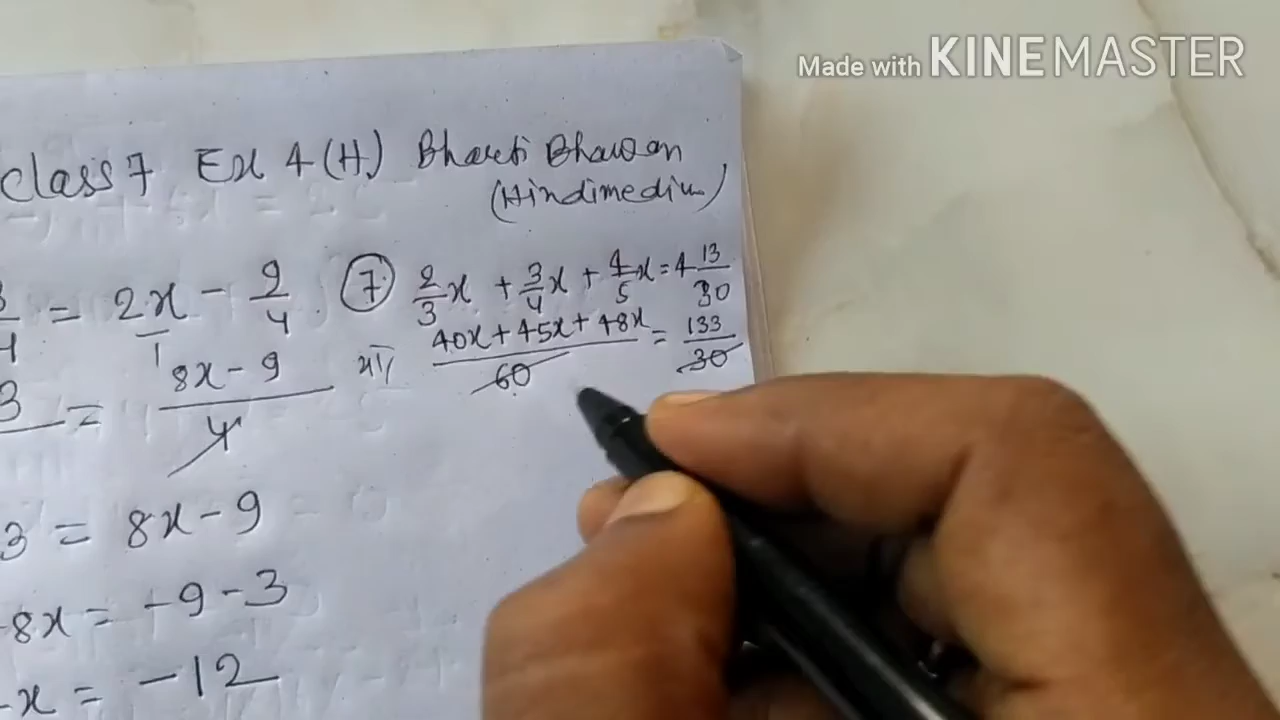 Made with KINEMASTER
Class 7 Ex 4(H) Bharti Bhawan
(Hindimedium)
= 2x/1 - 9/4
3 = 8x - 9 / 4
3 = 8x - 9
-8x = -9 - 3
-x = -12
7 2/3x + 3/4x + 4/5x = 4 13/30
या, 40x + 45x + 48x / 60 = 133/30